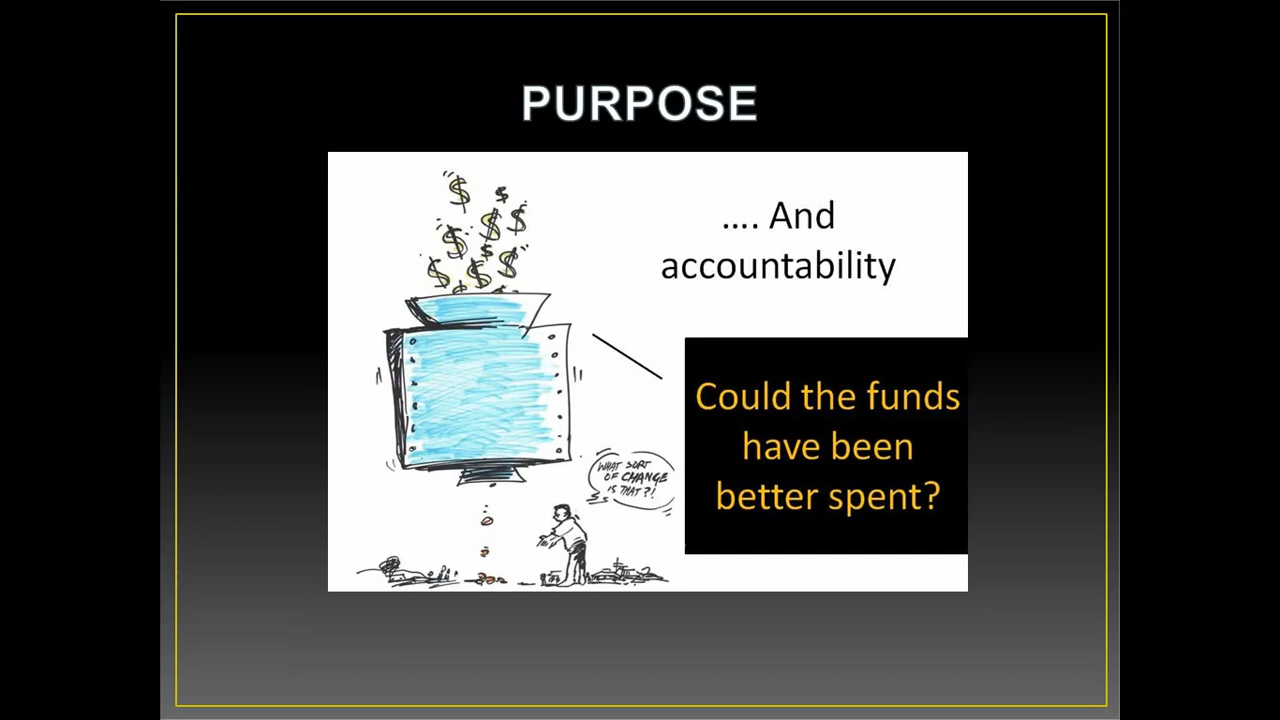 PURPOSE
.... And
accountability
Could the funds
have been
better spent?
WHAT SORT
OF CHANGE
IS THAT?!
$ $ $ $ $ $ $ $ $